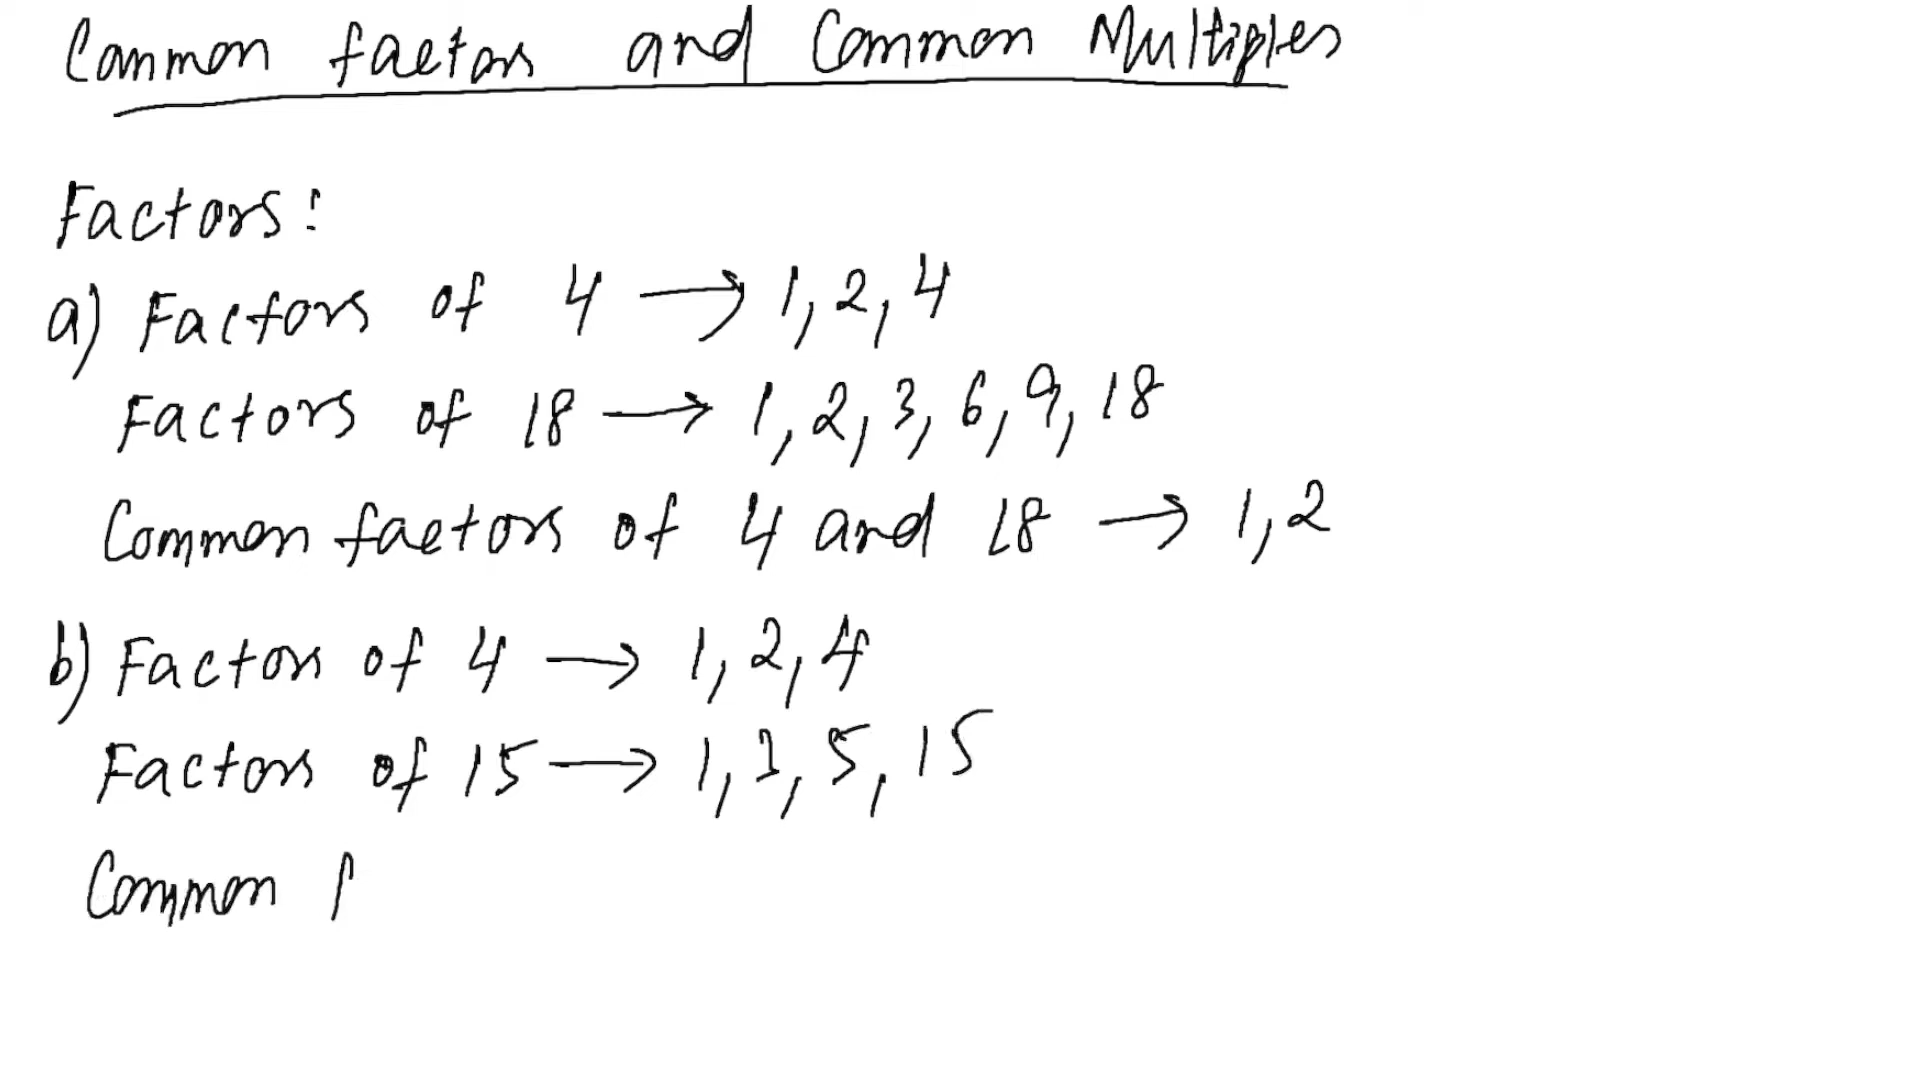 Common factors and Common Multiples
Factors:
a) Factors of 4 → 1, 2, 4
Factors of 18 → 1, 2, 3, 6, 9, 18
Common factors of 4 and 18 → 1, 2
b) Factors of 4 → 1, 2, 4
Factors of 15 → 1, 3, 5, 15
Common